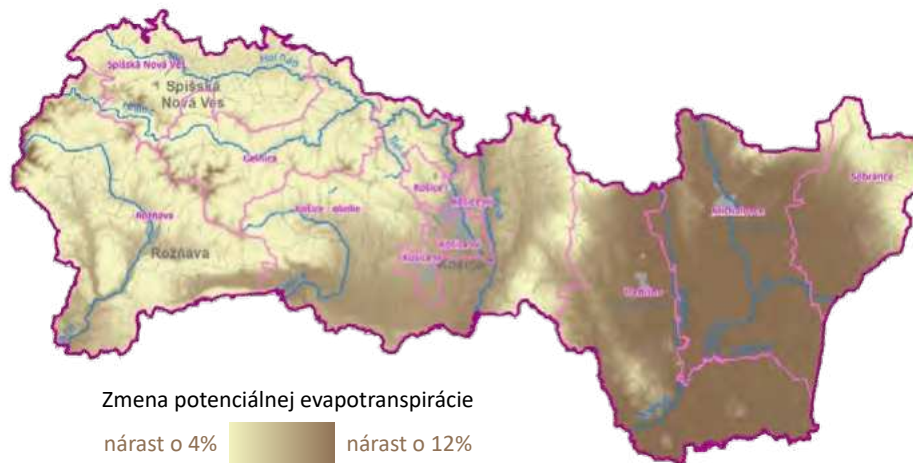 Spišská Nová Ves
Hornád
Spišská
Nová Ves
Gelnica
Rožňava
Rožňava
Košice - okolie
Košice I
Košice
Trebišov
Michalovce
Sobrance
Zmena potenciálnej evapotranspirácie
nárast o 4%
nárast o 12%